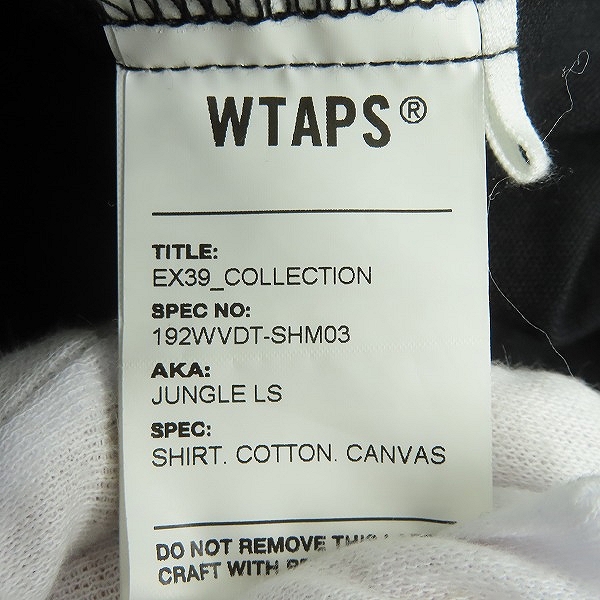 WTAPS®
TITLE:
EX39_COLLECTION
SPEC NO:
192WVDT-SHM03
AKA:
JUNGLE LS
SPEC:
SHIRT. COTTON. CANVAS
DO NOT REMOVE THIS
CRAFT WITH